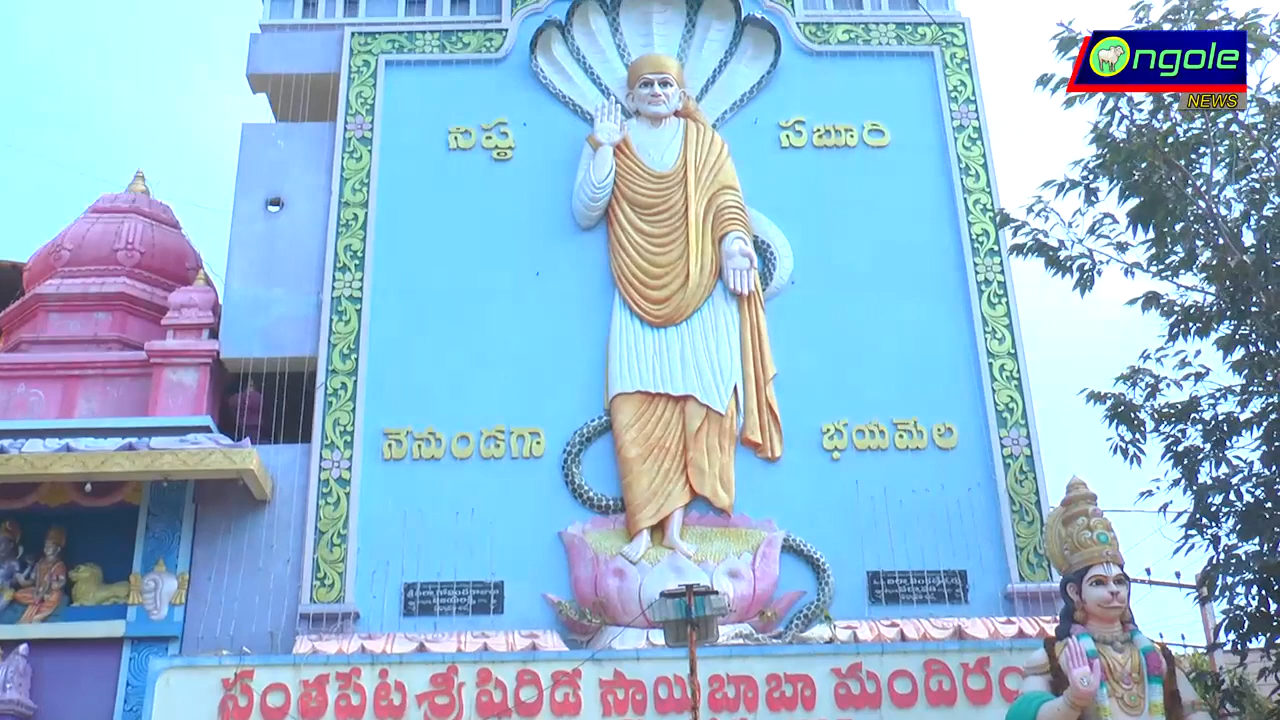 Ongole
NEWS
నిష్ఠ
సబూరి
నేనుండగా
భయమేల
సంతపేట శ్రీ షిరిడి సాయి బాబా మందిరం